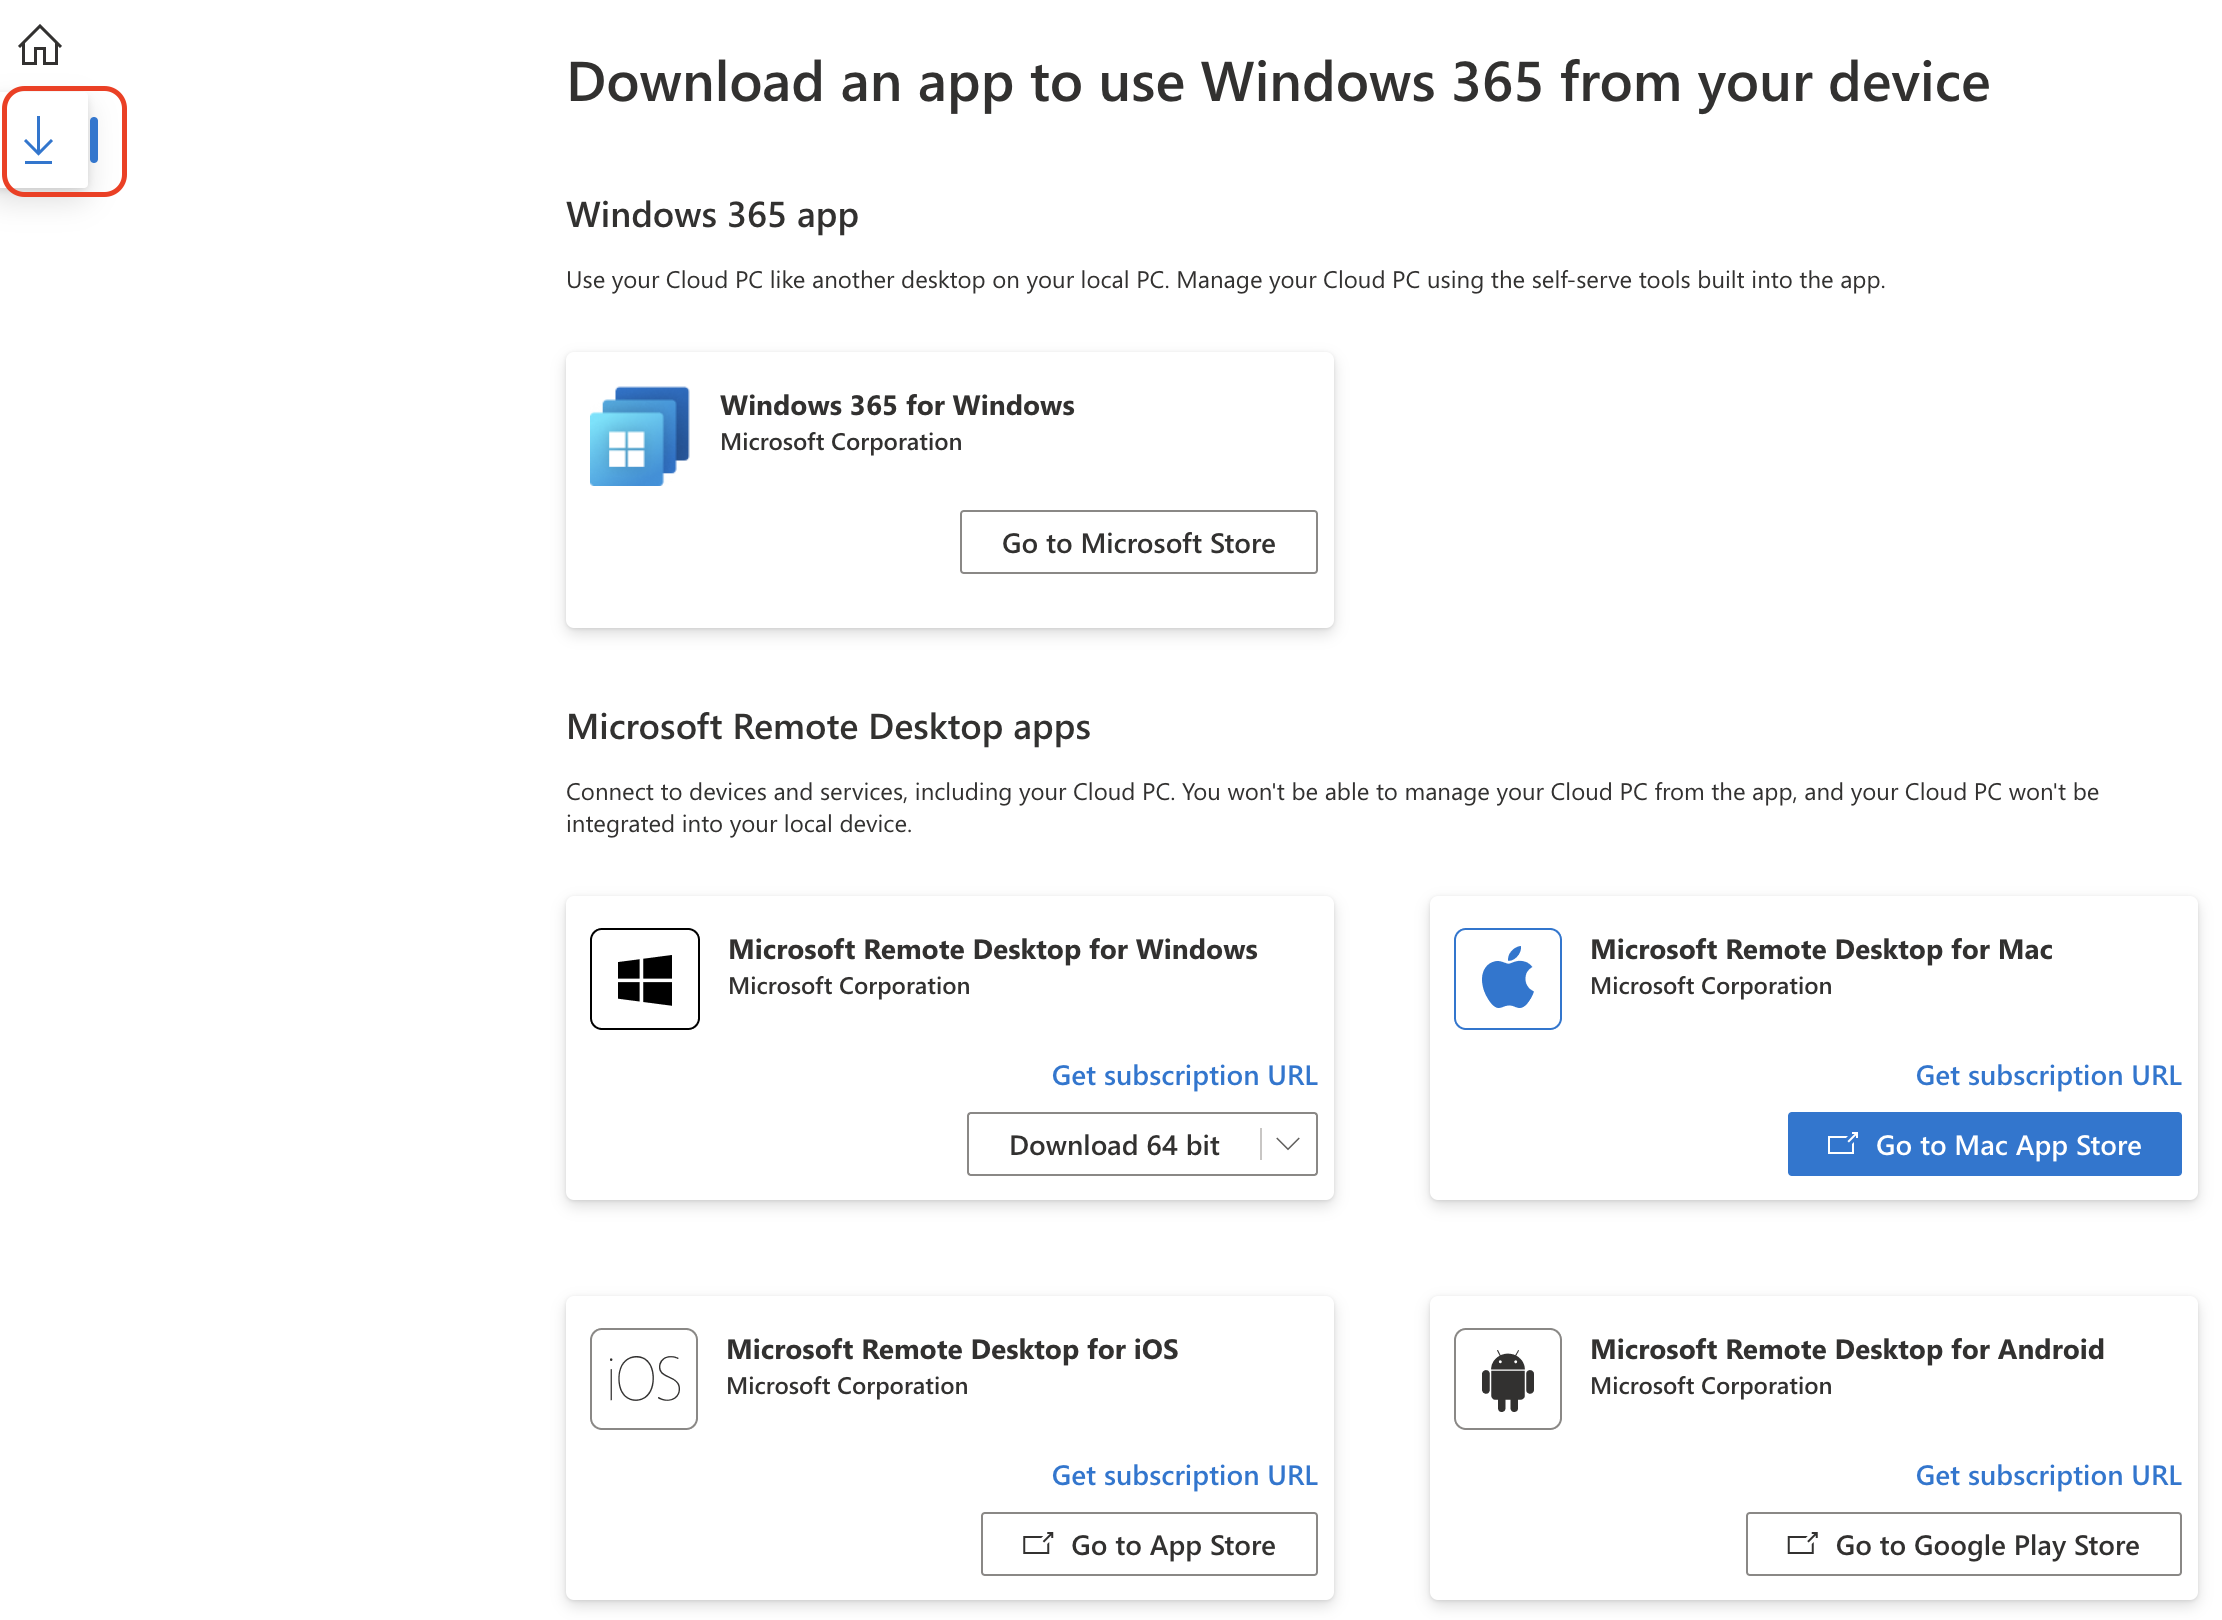 Download an app to use Windows 365 from your device
Windows 365 app
Use your Cloud PC like another desktop on your local PC. Manage your Cloud PC using the self-serve tools built into the app.
Windows 365 for Windows
Microsoft Corporation
Go to Microsoft Store
Microsoft Remote Desktop apps
Connect to devices and services, including your Cloud PC. You won't be able to manage your Cloud PC from the app, and your Cloud PC won't be
integrated into your local device.
Microsoft Remote Desktop for Windows
Microsoft Corporation
Get subscription URL
Download 64 bit
Microsoft Remote Desktop for Mac
Microsoft Corporation
Get subscription URL
Go to Mac App Store
iOS
Microsoft Remote Desktop for iOS
Microsoft Corporation
Get subscription URL
Go to App Store
Microsoft Remote Desktop for Android
Microsoft Corporation
Get subscription URL
Go to Google Play Store